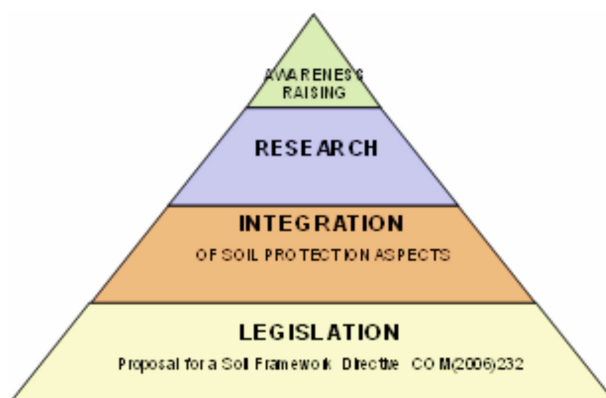 AWARENESS
RAISING
RESEARCH
INTEGRATION
OF SOIL PROTECTION ASPECTS
LEGISLATION
Proposal for a Soil Framework Directive COM(2006)232